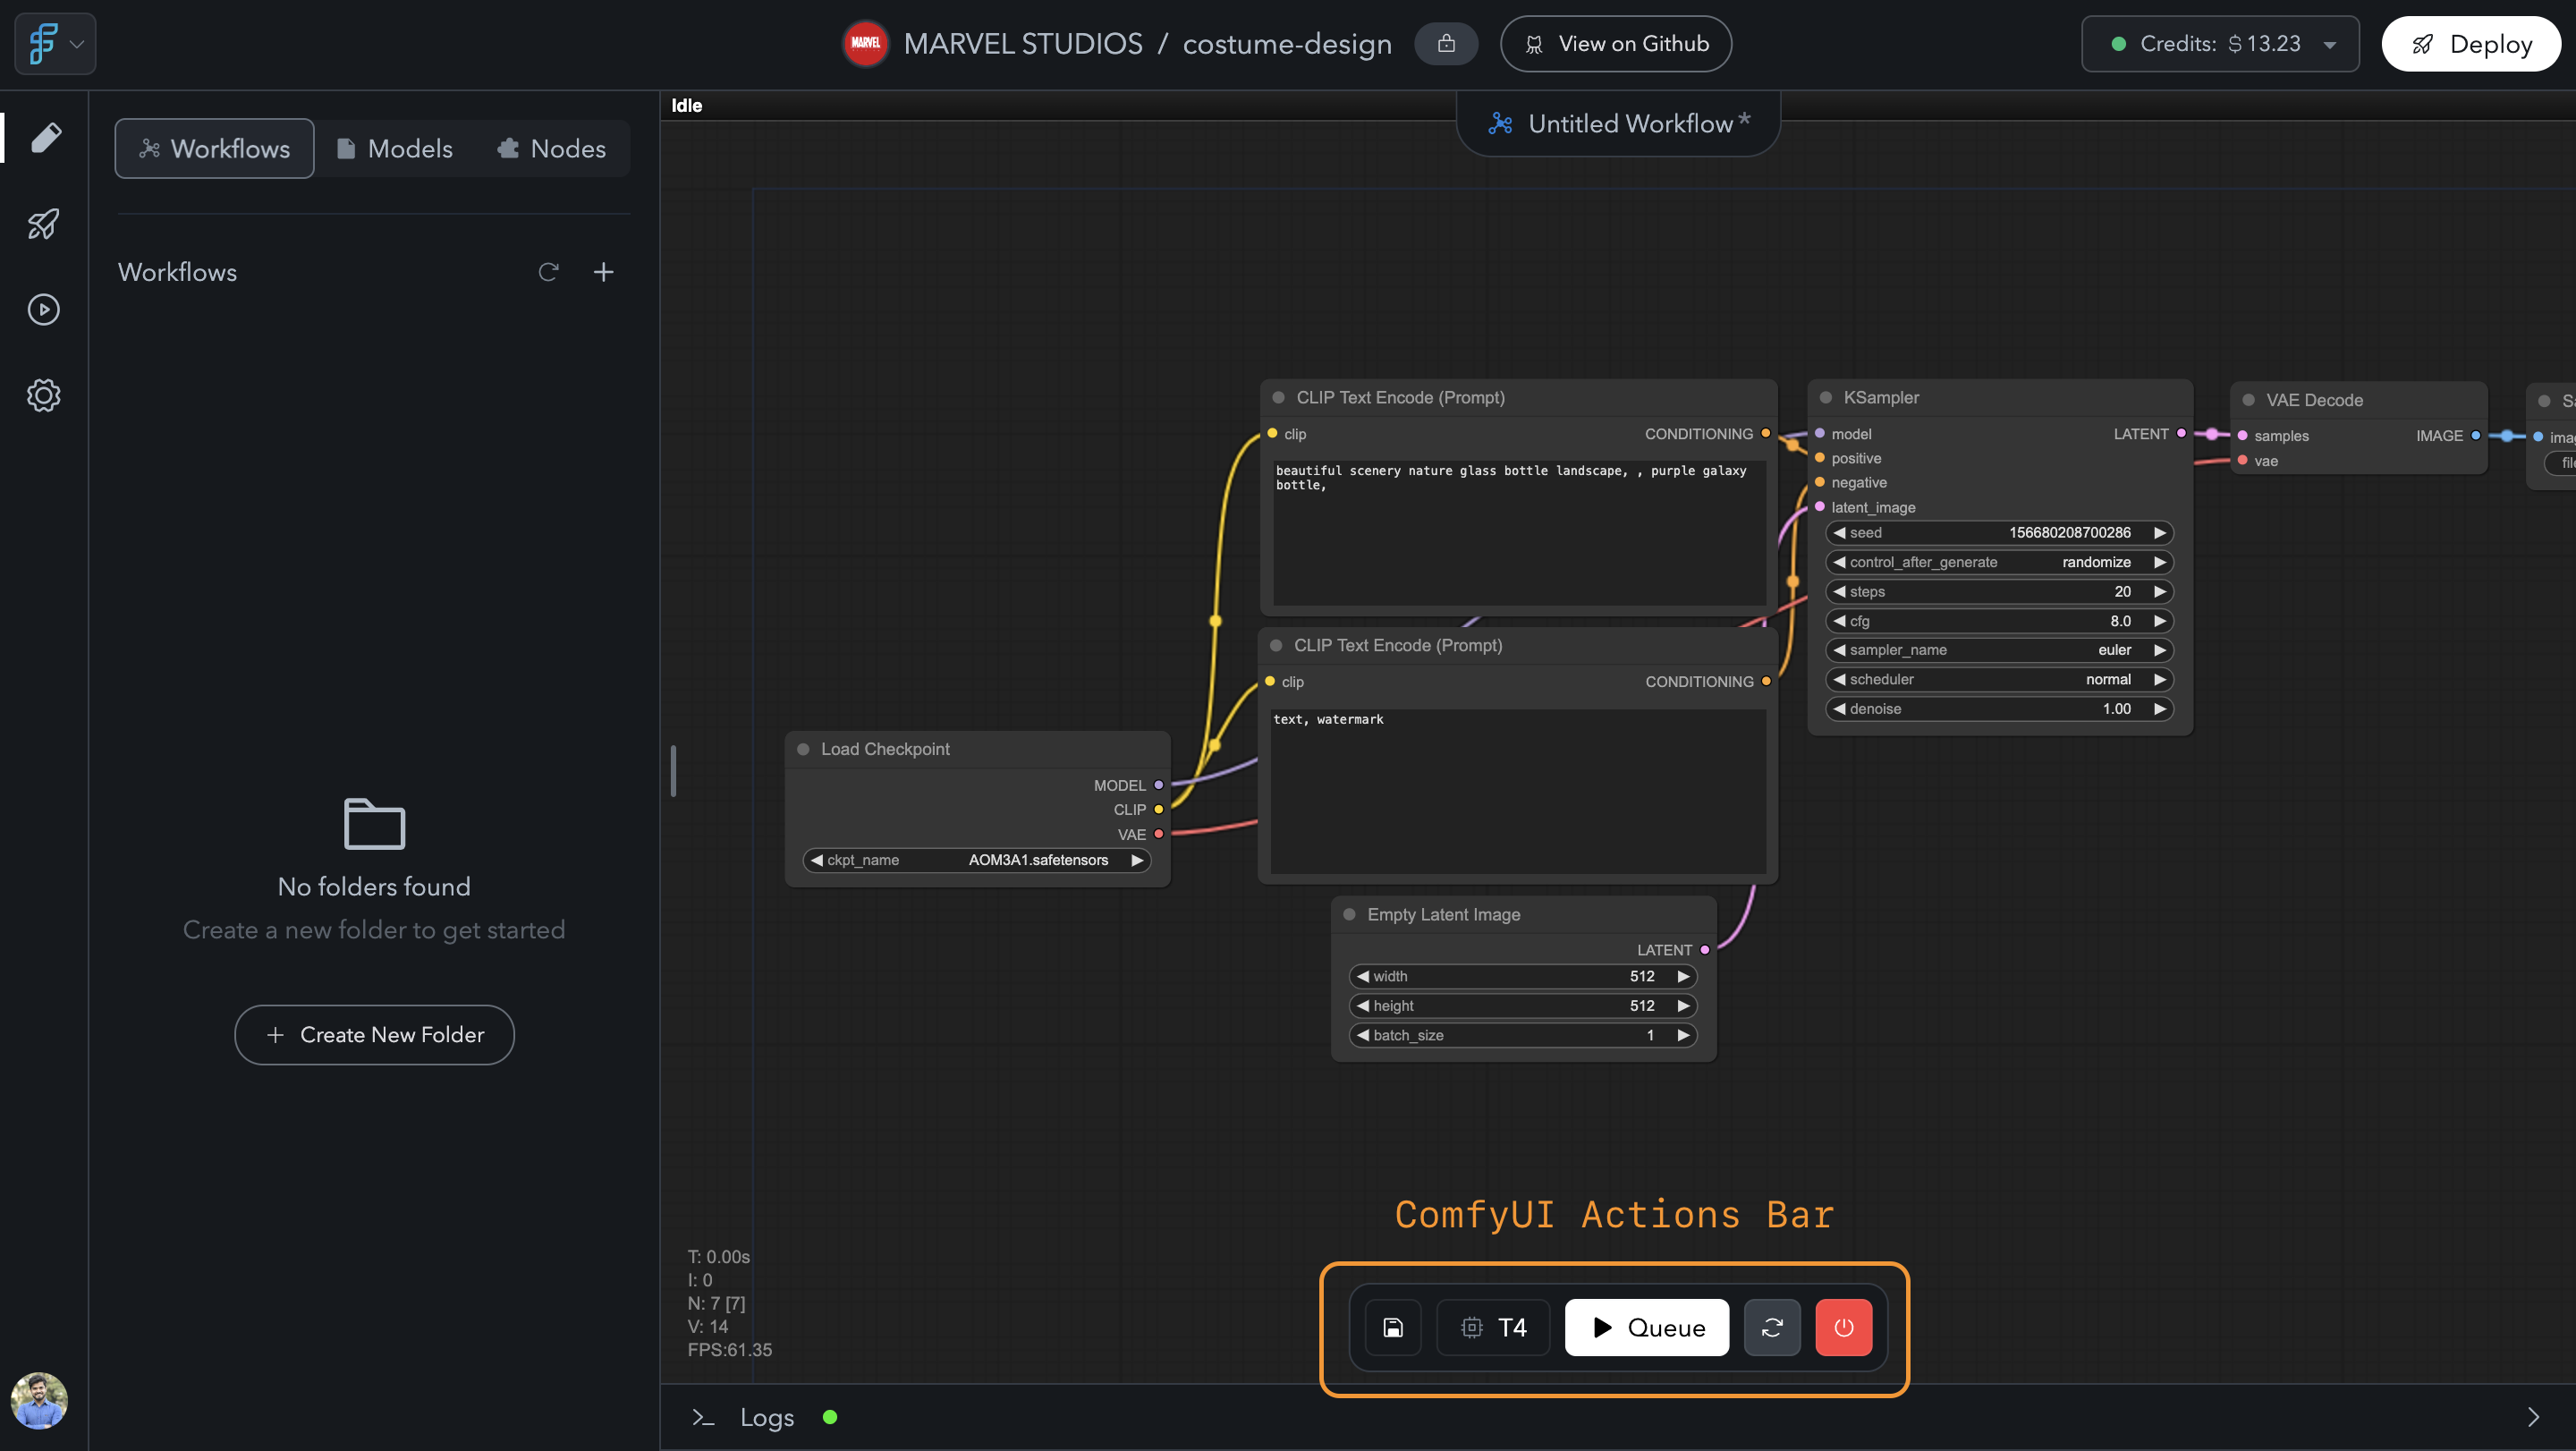 MARVEL
MARVEL STUDIOS / costume-design
View on Github
Credits: $ 13.23
Deploy
Workflows
Models
Nodes
Idle
Untitled Workflow*
Workflows
No folders found
Create a new folder to get started
+ Create New Folder
CLIP Text Encode (Prompt)
clip
CONDITIONING
beautiful scenery nature glass bottle landscape, , purple galaxy
bottle,
CLIP Text Encode (Prompt)
clip
CONDITIONING
text, watermark
Load Checkpoint
MODEL
CLIP
VAE
ckpt_name AOM3A1.safetensors
Empty Latent Image
LATENT
width 512
height 512
batch_size 1
KSampler
model LATENT
positive
negative
latent_image
seed 156680208700286
control_after_generate randomize
steps 20
cfg 8.0
sampler_name euler
scheduler normal
denoise 1.00
VAE Decode
samples IMAGE
vae
ComfyUI Actions Bar
T4
Queue
T: 0.00s
I: 0
N: 7 [7]
V: 14
FPS:61.35
>_ Logs